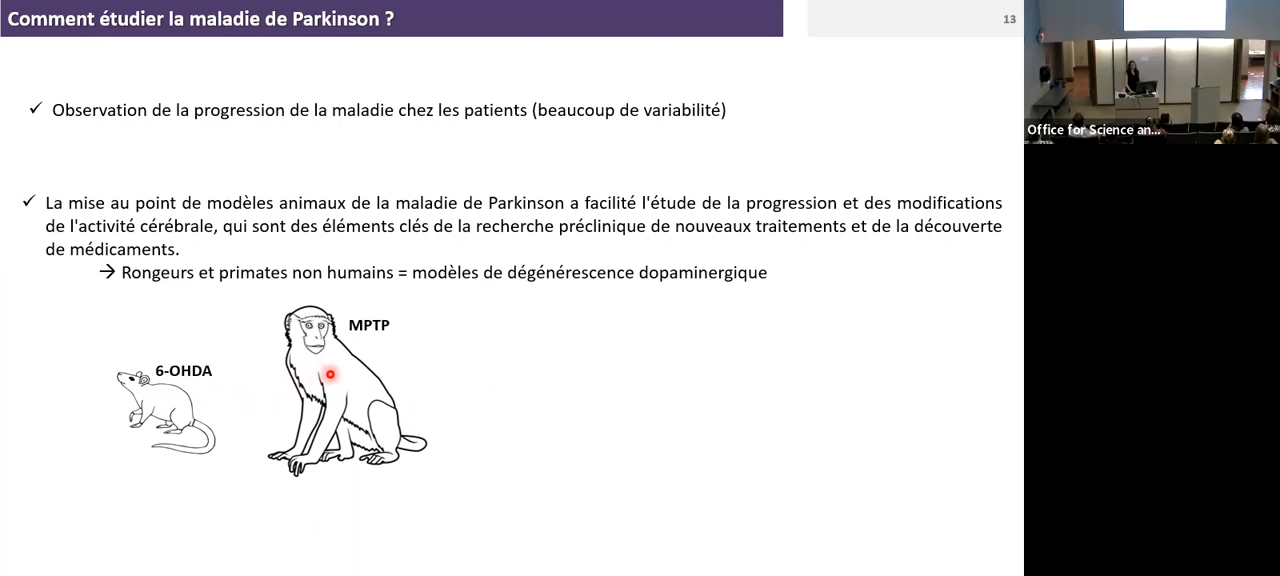 Comment étudier la maladie de Parkinson ?
13
✓ Observation de la progression de la maladie chez les patients (beaucoup de variabilité)
✓ La mise au point de modèles animaux de la maladie de Parkinson a facilité l'étude de la progression et des modifications
de l'activité cérébrale, qui sont des éléments clés de la recherche préclinique de nouveaux traitements et de la découverte
de médicaments.
→ Rongeurs et primates non humains = modèles de dégénérescence dopaminergique
MPTP
6-OHDA
Office for Science an...